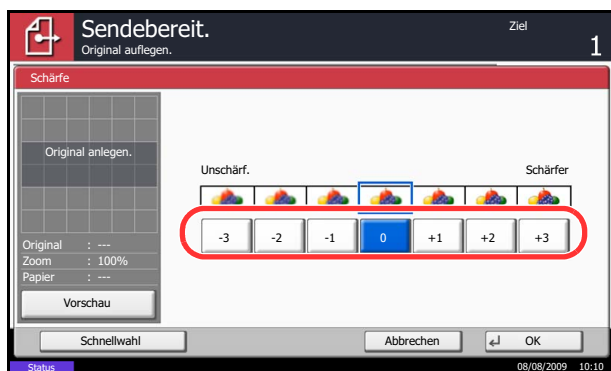 Sendebereit.
Original auflegen.
Ziel
1
Schärfe
Original anlegen.
Original : ---
Zoom : 100%
Papier : ---
Vorschau
Unschärf. Schärfer
-3 -2 -1 0 +1 +2 +3
Schnellwahl Abbrechen OK
Status 08/08/2009 10:10